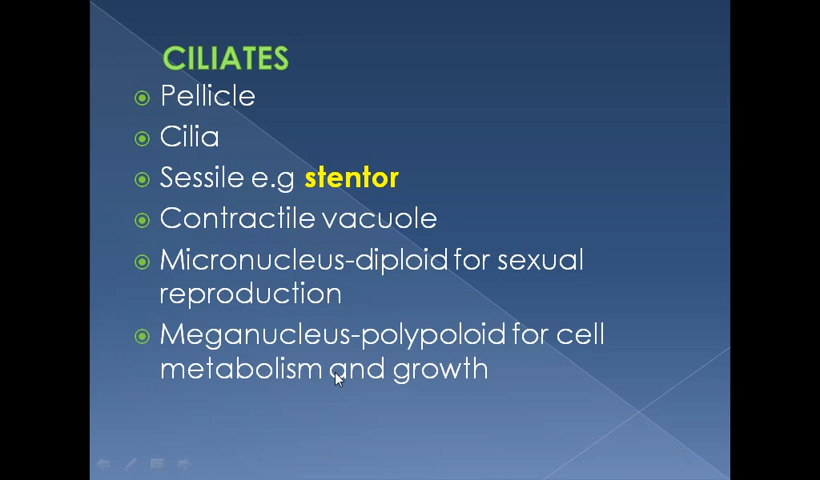 CILIATES
Pellicle
Cilia
Sessile e.g stentor
Contractile vacuole
Micronucleus-diploid for sexual
reproduction
Meganucleus-polypoloid for cell
metabolism and growth